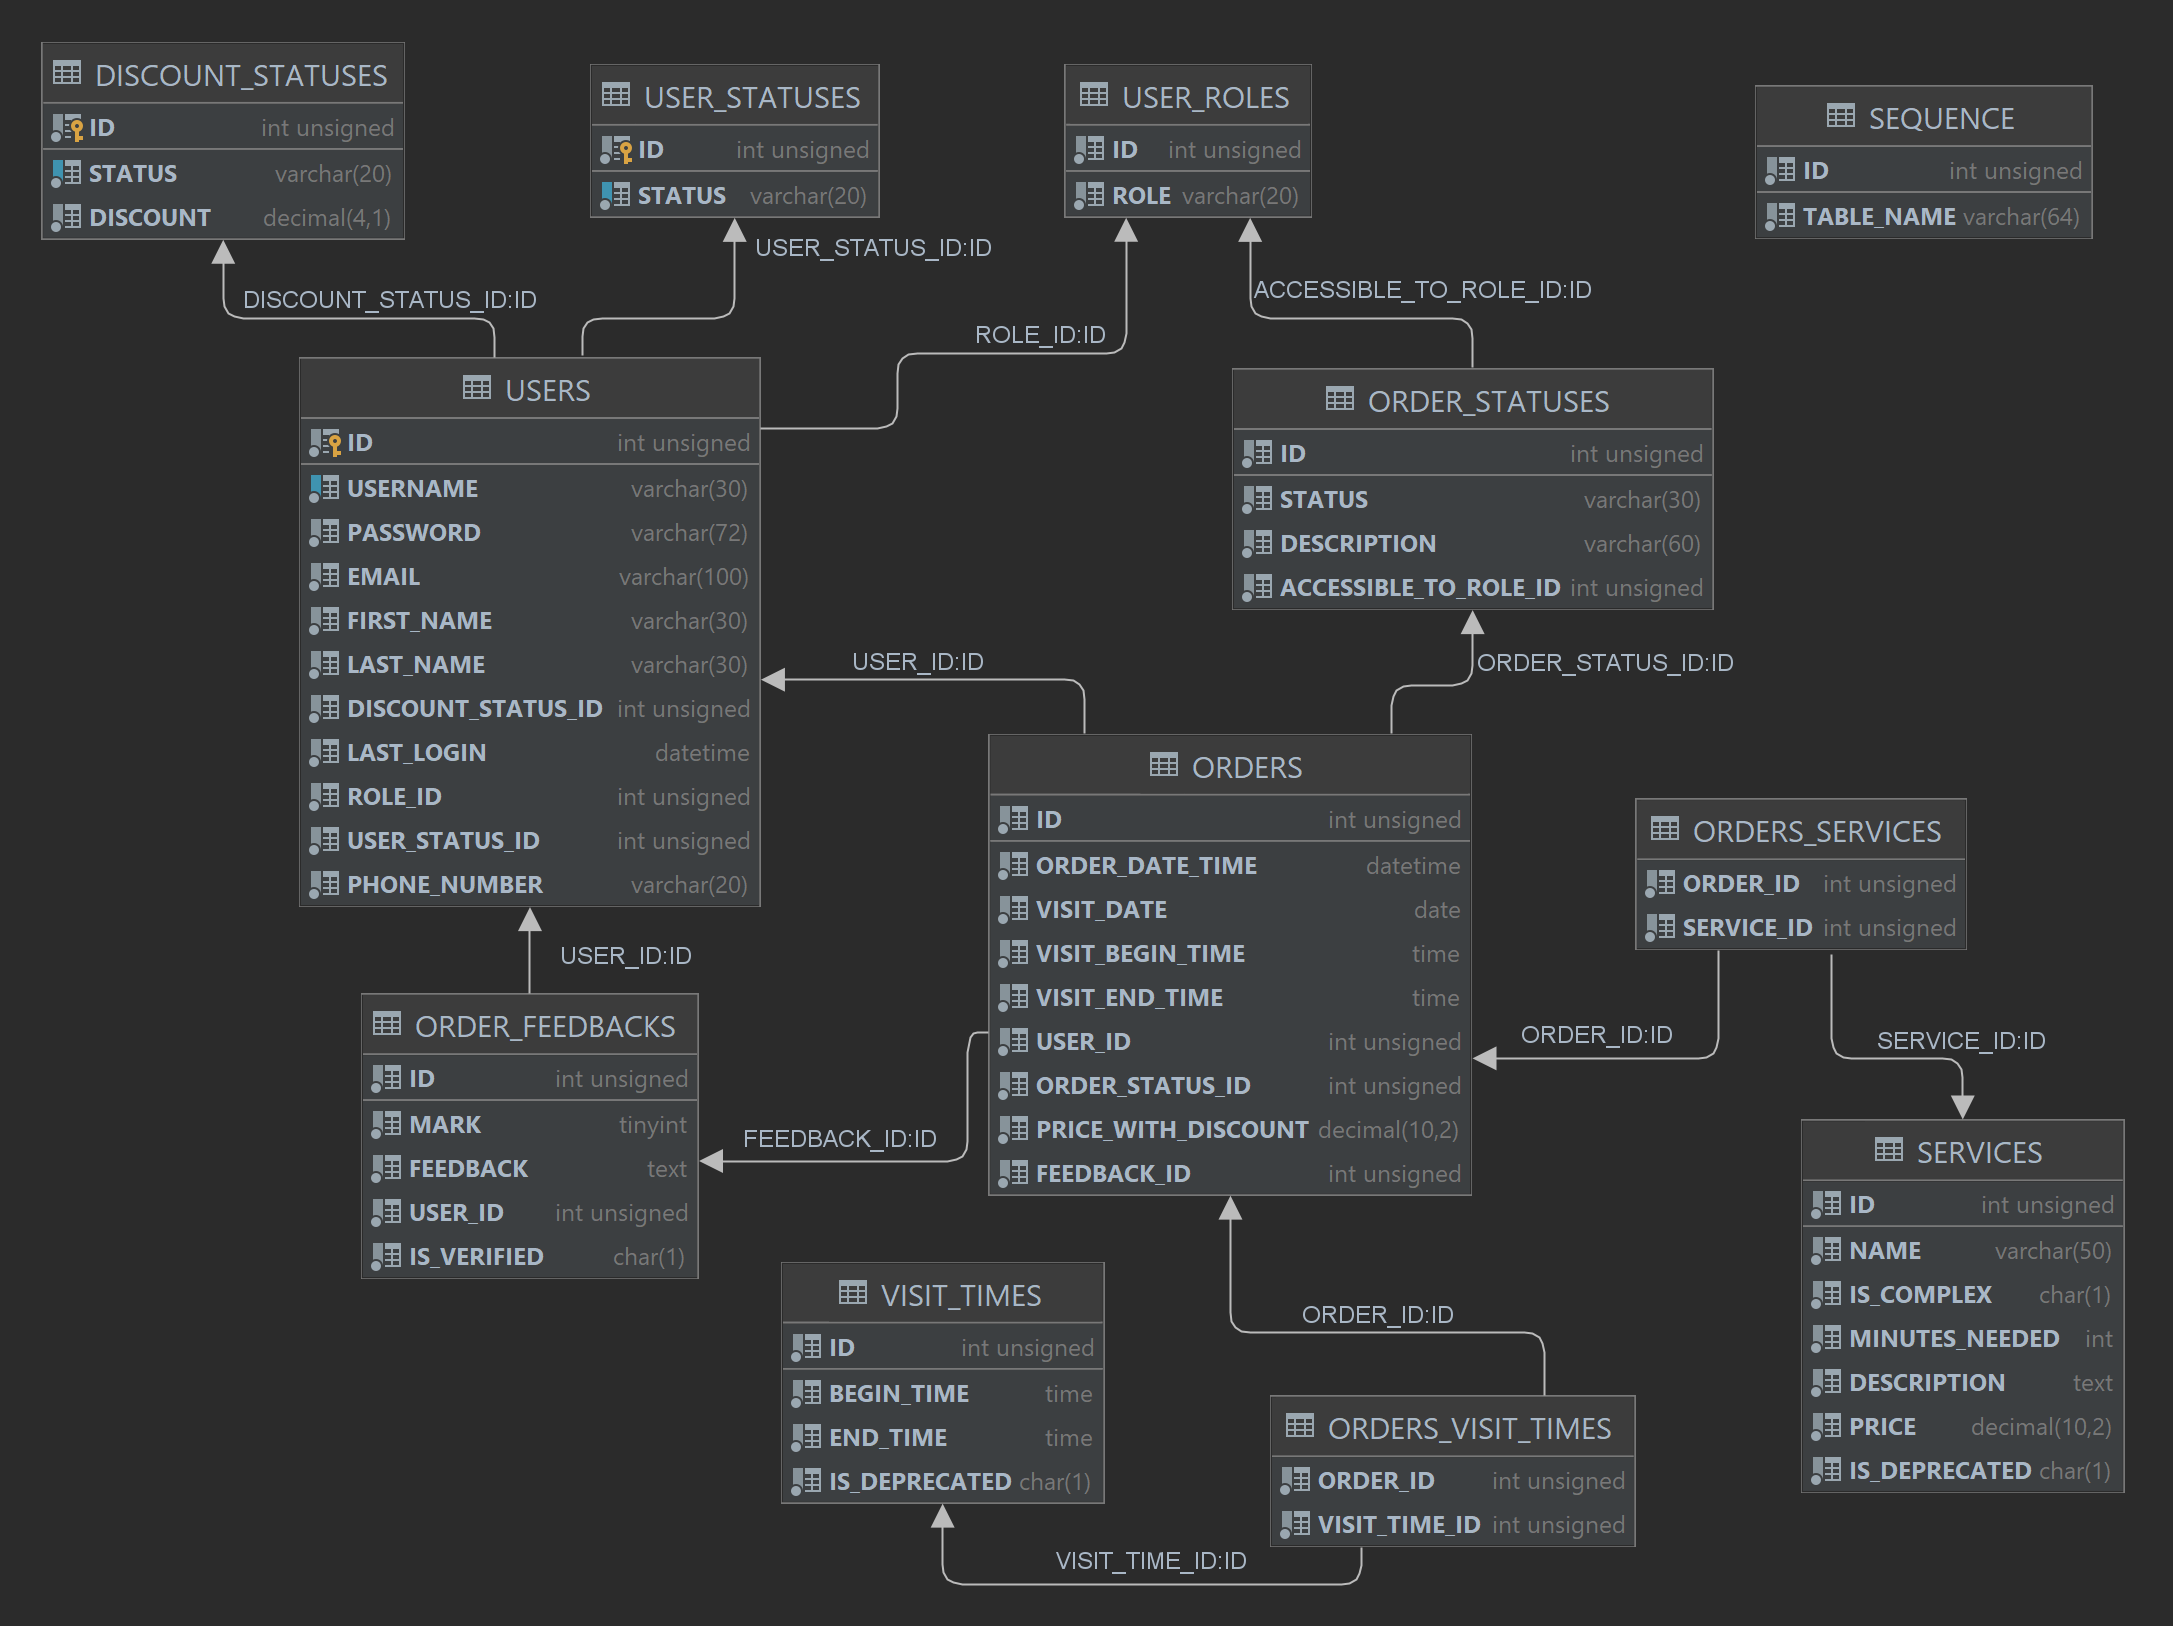 DISCOUNT_STATUSES
ID int unsigned
STATUS varchar(20)
DISCOUNT decimal(4,1)
USER_STATUSES
ID int unsigned
STATUS varchar(20)
USER_ROLES
ID int unsigned
ROLE varchar(20)
SEQUENCE
ID int unsigned
TABLE_NAME varchar(64)
DISCOUNT_STATUS_ID:ID
USER_STATUS_ID:ID
ROLE_ID:ID
ACCESSIBLE_TO_ROLE_ID:ID
USERS
ID int unsigned
USERNAME varchar(30)
PASSWORD varchar(72)
EMAIL varchar(100)
FIRST_NAME varchar(30)
LAST_NAME varchar(30)
DISCOUNT_STATUS_ID int unsigned
LAST_LOGIN datetime
ROLE_ID int unsigned
USER_STATUS_ID int unsigned
PHONE_NUMBER varchar(20)
ORDER_STATUSES
ID int unsigned
STATUS varchar(30)
DESCRIPTION varchar(60)
ACCESSIBLE_TO_ROLE_ID int unsigned
USER_ID:ID
ORDER_STATUS_ID:ID
ORDERS
ID int unsigned
ORDER_DATE_TIME datetime
VISIT_DATE date
VISIT_BEGIN_TIME time
VISIT_END_TIME time
USER_ID int unsigned
ORDER_STATUS_ID int unsigned
PRICE_WITH_DISCOUNT decimal(10,2)
FEEDBACK_ID int unsigned
ORDERS_SERVICES
ORDER_ID int unsigned
SERVICE_ID int unsigned
USER_ID:ID
ORDER_ID:ID
SERVICE_ID:ID
ORDER_FEEDBACKS
ID int unsigned
MARK tinyint
FEEDBACK text
USER_ID int unsigned
IS_VERIFIED char(1)
FEEDBACK_ID:ID
SERVICES
ID int unsigned
NAME varchar(50)
IS_COMPLEX char(1)
MINUTES_NEEDED int
DESCRIPTION text
PRICE decimal(10,2)
IS_DEPRECATED char(1)
VISIT_TIMES
ID int unsigned
BEGIN_TIME time
END_TIME time
IS_DEPRECATED char(1)
ORDER_ID:ID
ORDERS_VISIT_TIMES
ORDER_ID int unsigned
VISIT_TIME_ID int unsigned
VISIT_TIME_ID:ID